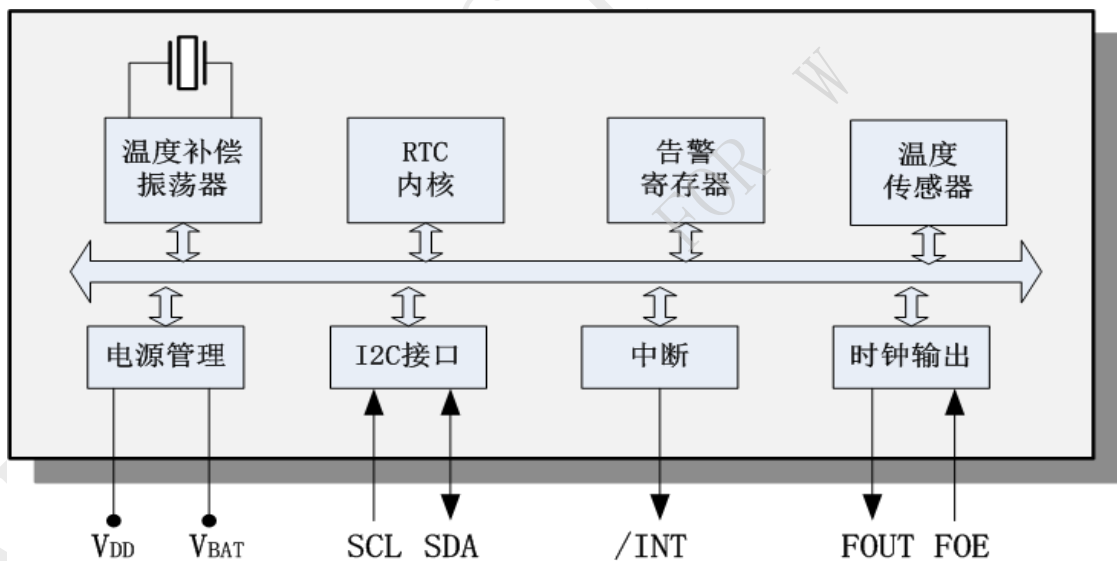 温度补偿
振荡器
RTC
内核
告警
寄存器
温度
传感器
电源管理
I2C接口
中断
时钟输出
VDD VBAT SCL SDA /INT FOUT FOE
FOR W